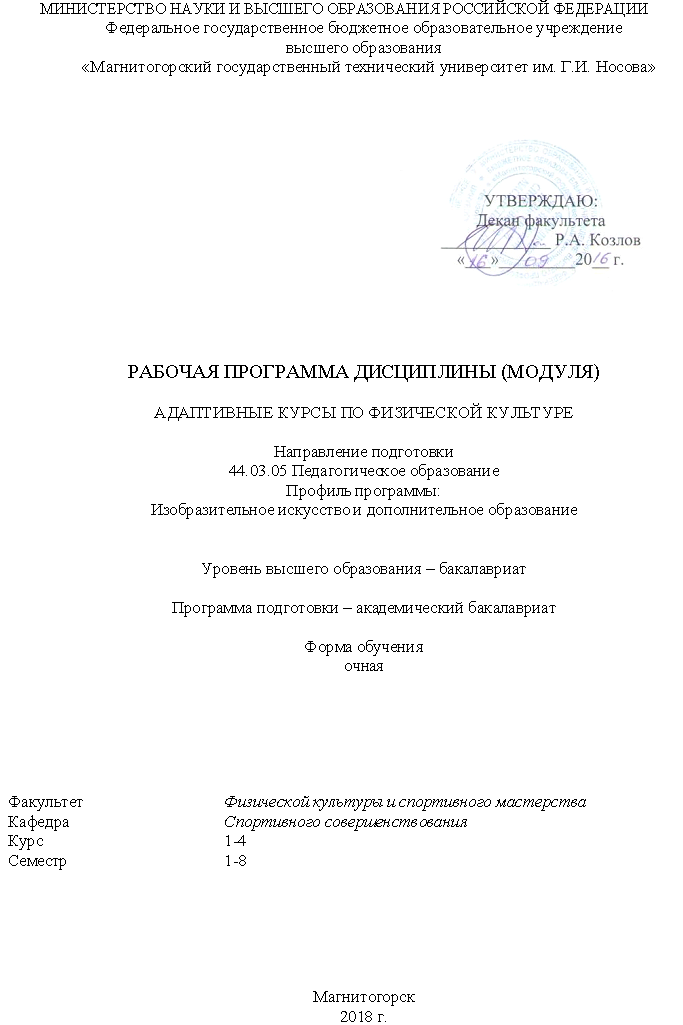 МИНИСТЕРСТВО НАУКИ И ВЫСШЕГО ОБРАЗОВАНИЯ РОССИЙСКОЙ ФЕДЕРАЦИИ
Федеральное государственное бюджетное образовательное учреждение
высшего образования
«Магнитогорский государственный технический университет им. Г.И. Носова»
УТВЕРЖДАЮ:
Декан факультета
Р.А. Козлов
«16» 09 2016 г.
РАБОЧАЯ ПРОГРАММА ДИСЦИПЛИНЫ (МОДУЛЯ)
АДАПТИВНЫЕ КУРСЫ ПО ФИЗИЧЕСКОЙ КУЛЬТУРЕ
Направление подготовки
44.03.05 Педагогическое образование
Профиль программы:
Изобразительное искусство и дополнительное образование
Уровень высшего образования – бакалавриат
Программа подготовки – академический бакалавриат
Форма обучения
очная
Факультет Физической культуры и спортивного мастерства
Кафедра Спортивного совершенствования
Курс 1-4
Семестр 1-8
Магнитогорск
2018 г.